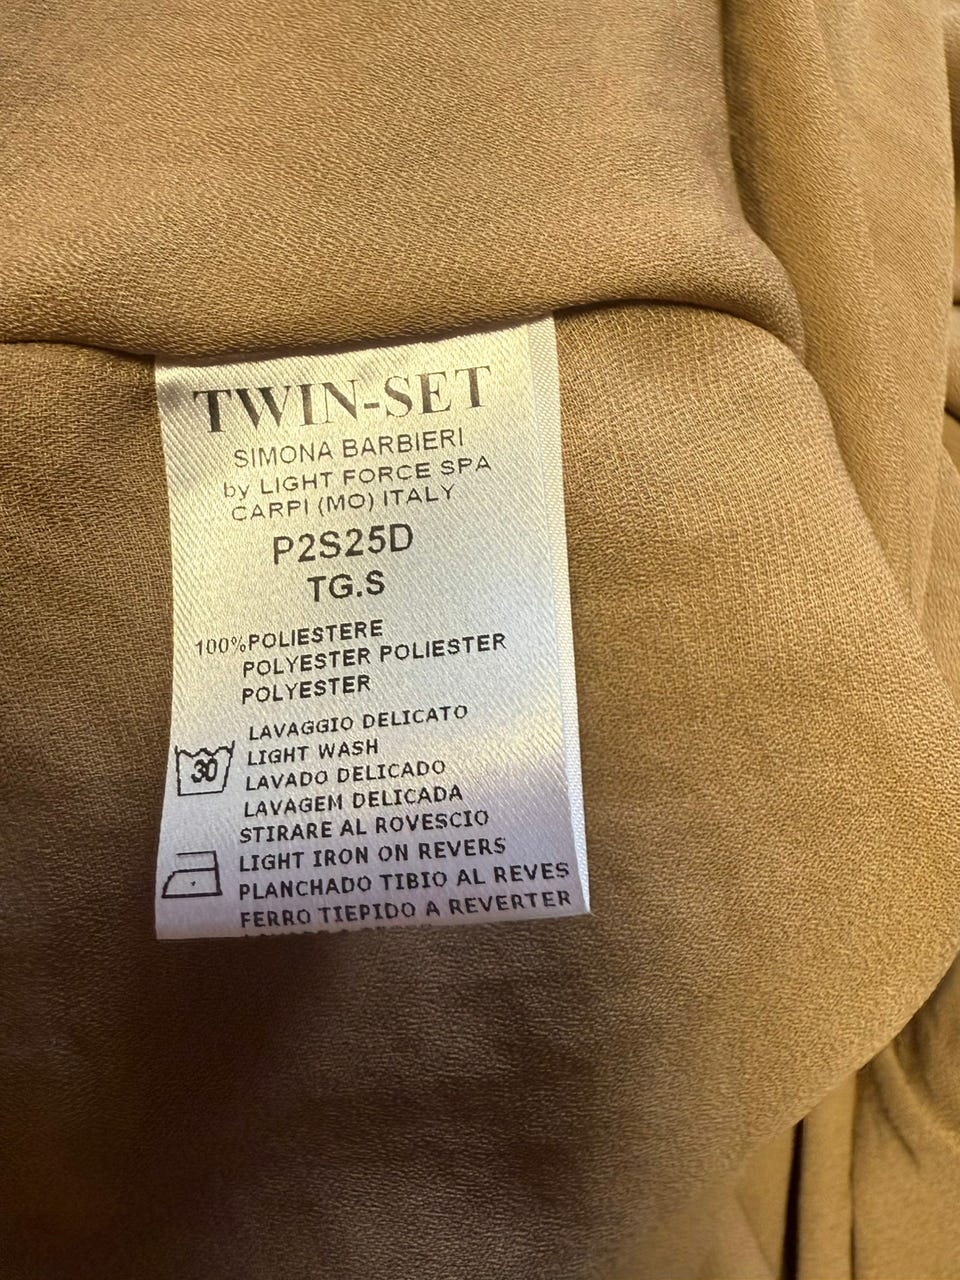 TWIN-SET
SIMONA BARBIERI
by LIGHT FORCE SPA
CARPI (MO) ITALY
P2S25D
TG.S
100%POLIESTERE
POLYESTER POLIESTER
POLYESTER
LAVAGGIO DELICATO
30 LIGHT WASH
LAVADO DELICADO
LAVAGEM DELICADA
STIRARE AL ROVESCIO
LIGHT IRON ON REVERS
PLANCHADO TIBIO AL REVES
FERRO TIEPIDO A REVERTER